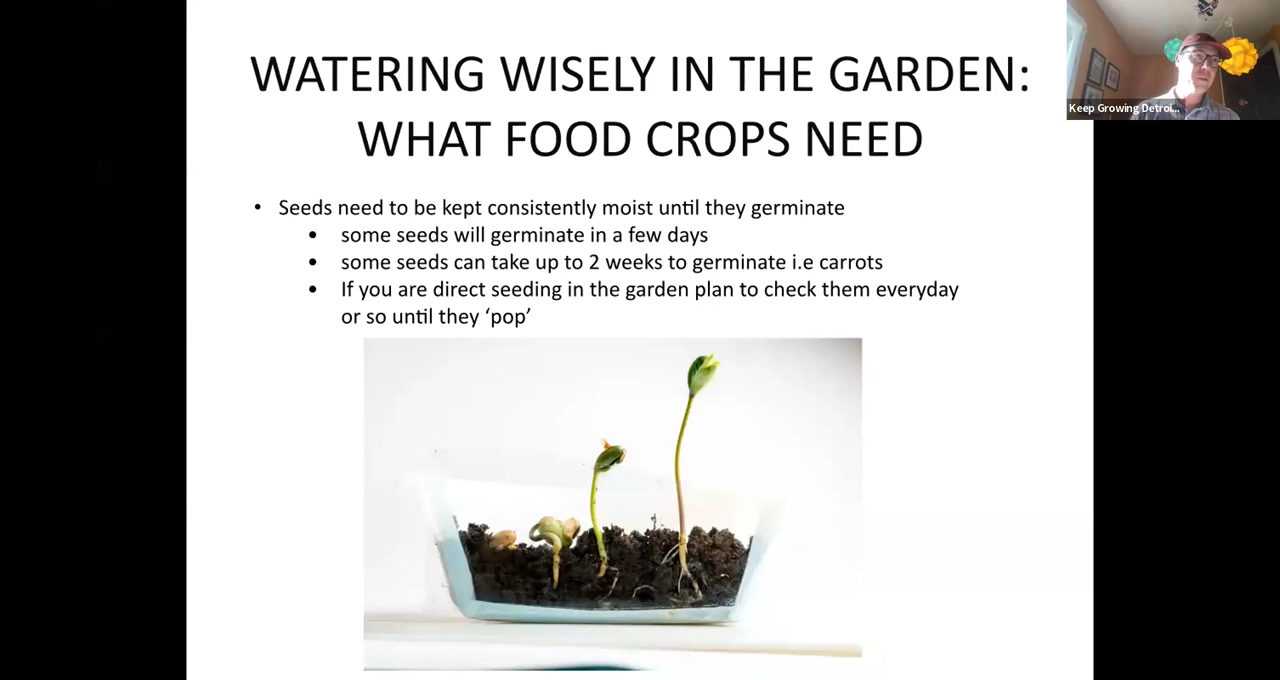 WATERING WISELY IN THE GARDEN:
WHAT FOOD CROPS NEED
Keep Growing Detroi...
• Seeds need to be kept consistently moist until they germinate
• some seeds will germinate in a few days
• some seeds can take up to 2 weeks to germinate i.e carrots
• If you are direct seeding in the garden plan to check them everyday
or so until they ‘pop’